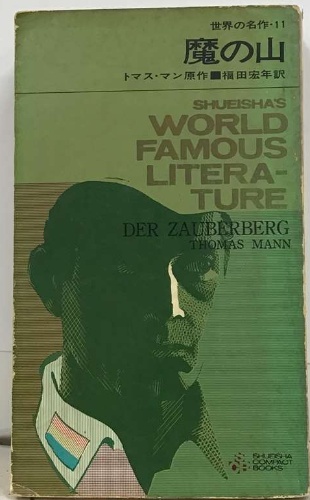 世界の名作・11
魔の山
トマス・マン原作■福田宏年訳
SHUEISHA'S
WORLD
FAMOUS
LITERA-
TURE
DER ZAUBERBERG
THOMAS MANN
SHUEISHA
COMPACT
BOOKS